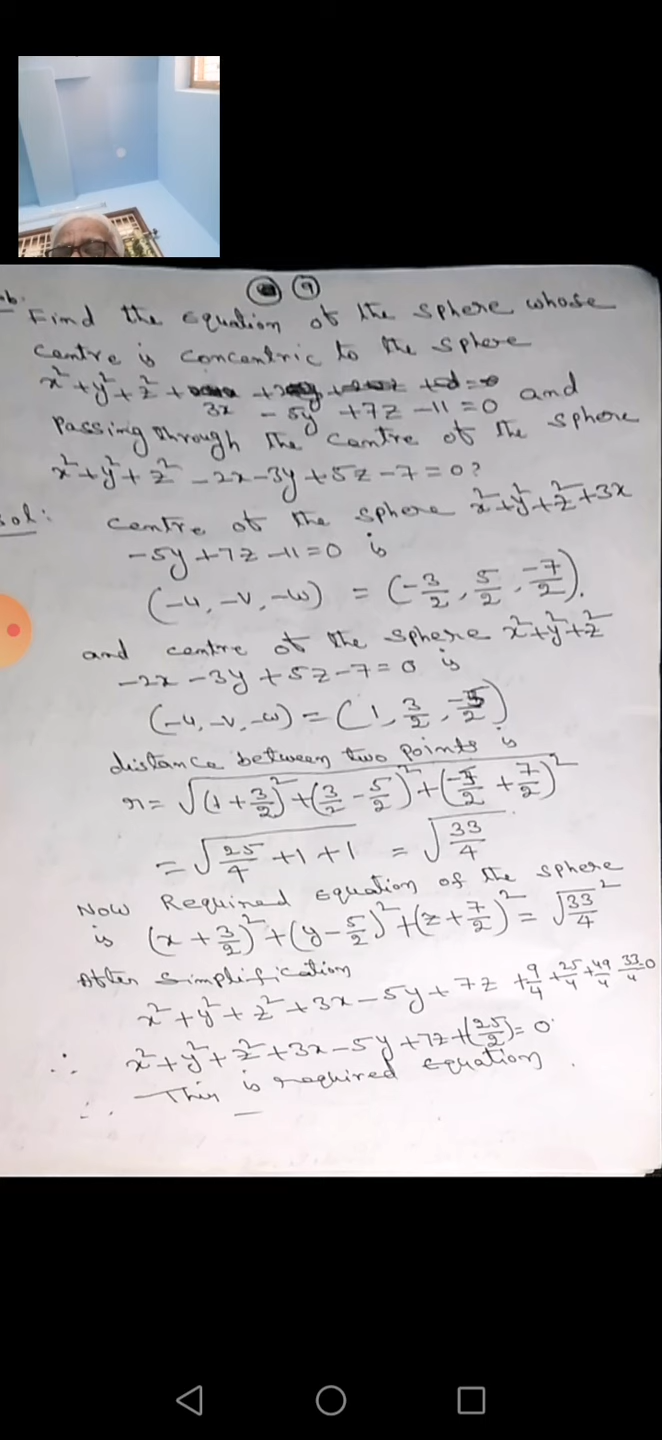 9
Find the equation of the sphere whose
centre is concentric to the sphere
x²+y²+z²+3x -5y +7z -11=0 and
Passing through the centre of the sphere
x²+y²+z² -2x-3y+5z-7=0?
Sol: centre of the sphere x²+y²+z²+3x
-5y+7z-11=0 is
(-u,-v,-w) = (-3/2, 5/2, -7/2).
and centre of the sphere x²+y²+z²
-2x-3y+5z-7=0 is
(-u,-v,-w)=(1, 3/2, -5/2)
distance between two points is
r=√(1+3/2)²+(3/2-5/2)²+(-5/2+7/2)²
=√25/4+1+1 = √33/4
Now Required Equation of the sphere
is (x+3/2)²+(y-5/2)²+(z+7/2)²=√33/4²
After simplification
x²+y²+z²+3x-5y+7z+9/4+25/4+49/4-33/4=0
∴ x²+y²+z²+3x-5y+7z+(25/2)=0
∴ This is required equation.